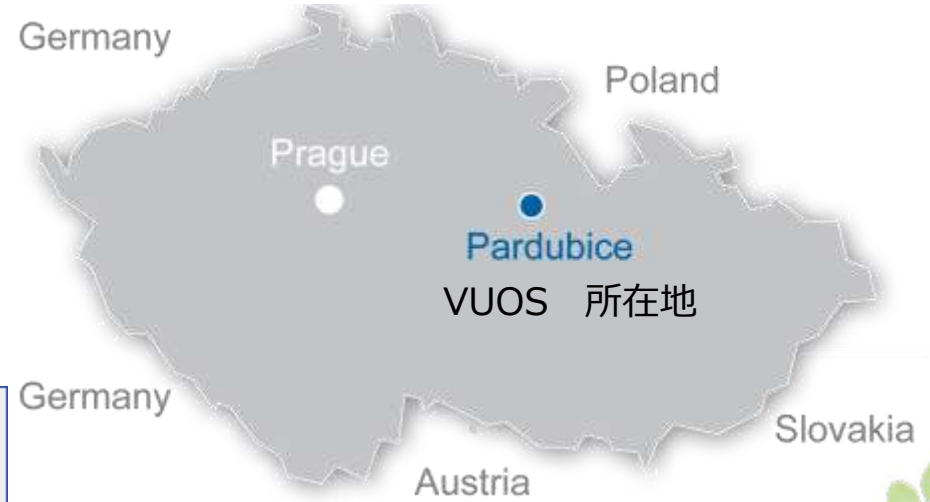 Germany
Poland
Prague
Pardubice
VUOS　所在地
Germany
Slovakia
Austria